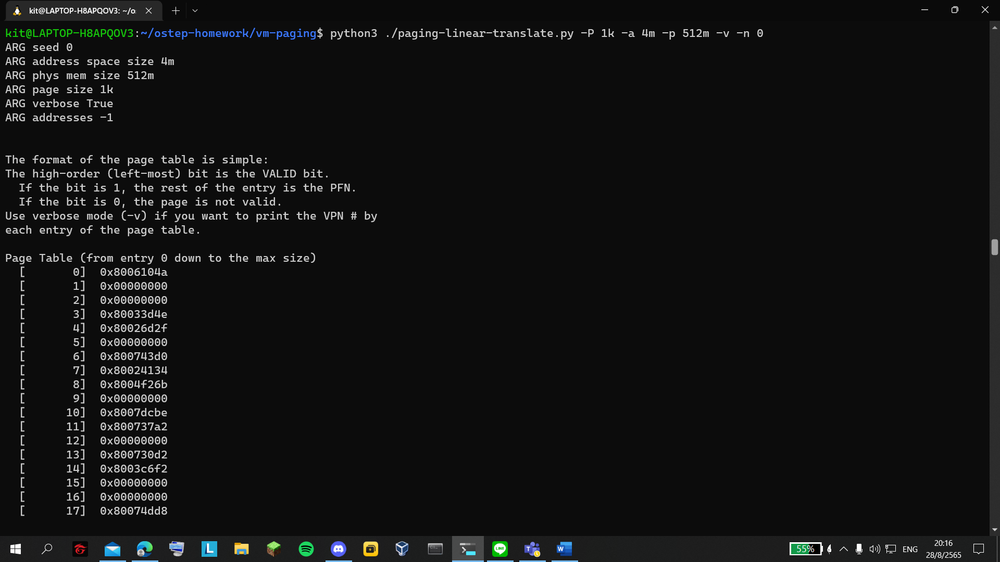 kit@LAPTOP-H8APQOV3: ~/o
kit@LAPTOP-H8APQOV3:~/ostep-homework/vm-paging$ python3 ./paging-linear-translate.py -P 1k -a 4m -p 512m -v -n 0
ARG seed 0
ARG address space size 4m
ARG phys mem size 512m
ARG page size 1k
ARG verbose True
ARG addresses -1
The format of the page table is simple:
The high-order (left-most) bit is the VALID bit.
If the bit is 1, the rest of the entry is the PFN.
If the bit is 0, the page is not valid.
Use verbose mode (-v) if you want to print the VPN # by
each entry of the page table.
Page Table (from entry 0 down to the max size)
[ 0] 0x8006104a
[ 1] 0x00000000
[ 2] 0x00000000
[ 3] 0x80033d4e
[ 4] 0x80026d2f
[ 5] 0x00000000
[ 6] 0x800743d0
[ 7] 0x80024134
[ 8] 0x8004f26b
[ 9] 0x00000000
[ 10] 0x8007dcbe
[ 11] 0x800737a2
[ 12] 0x00000000
[ 13] 0x800730d2
[ 14] 0x8003c6f2
[ 15] 0x00000000
[ 16] 0x00000000
[ 17] 0x80074dd8
L
LINE
T
W
55%
ENG
20:16
28/8/2565